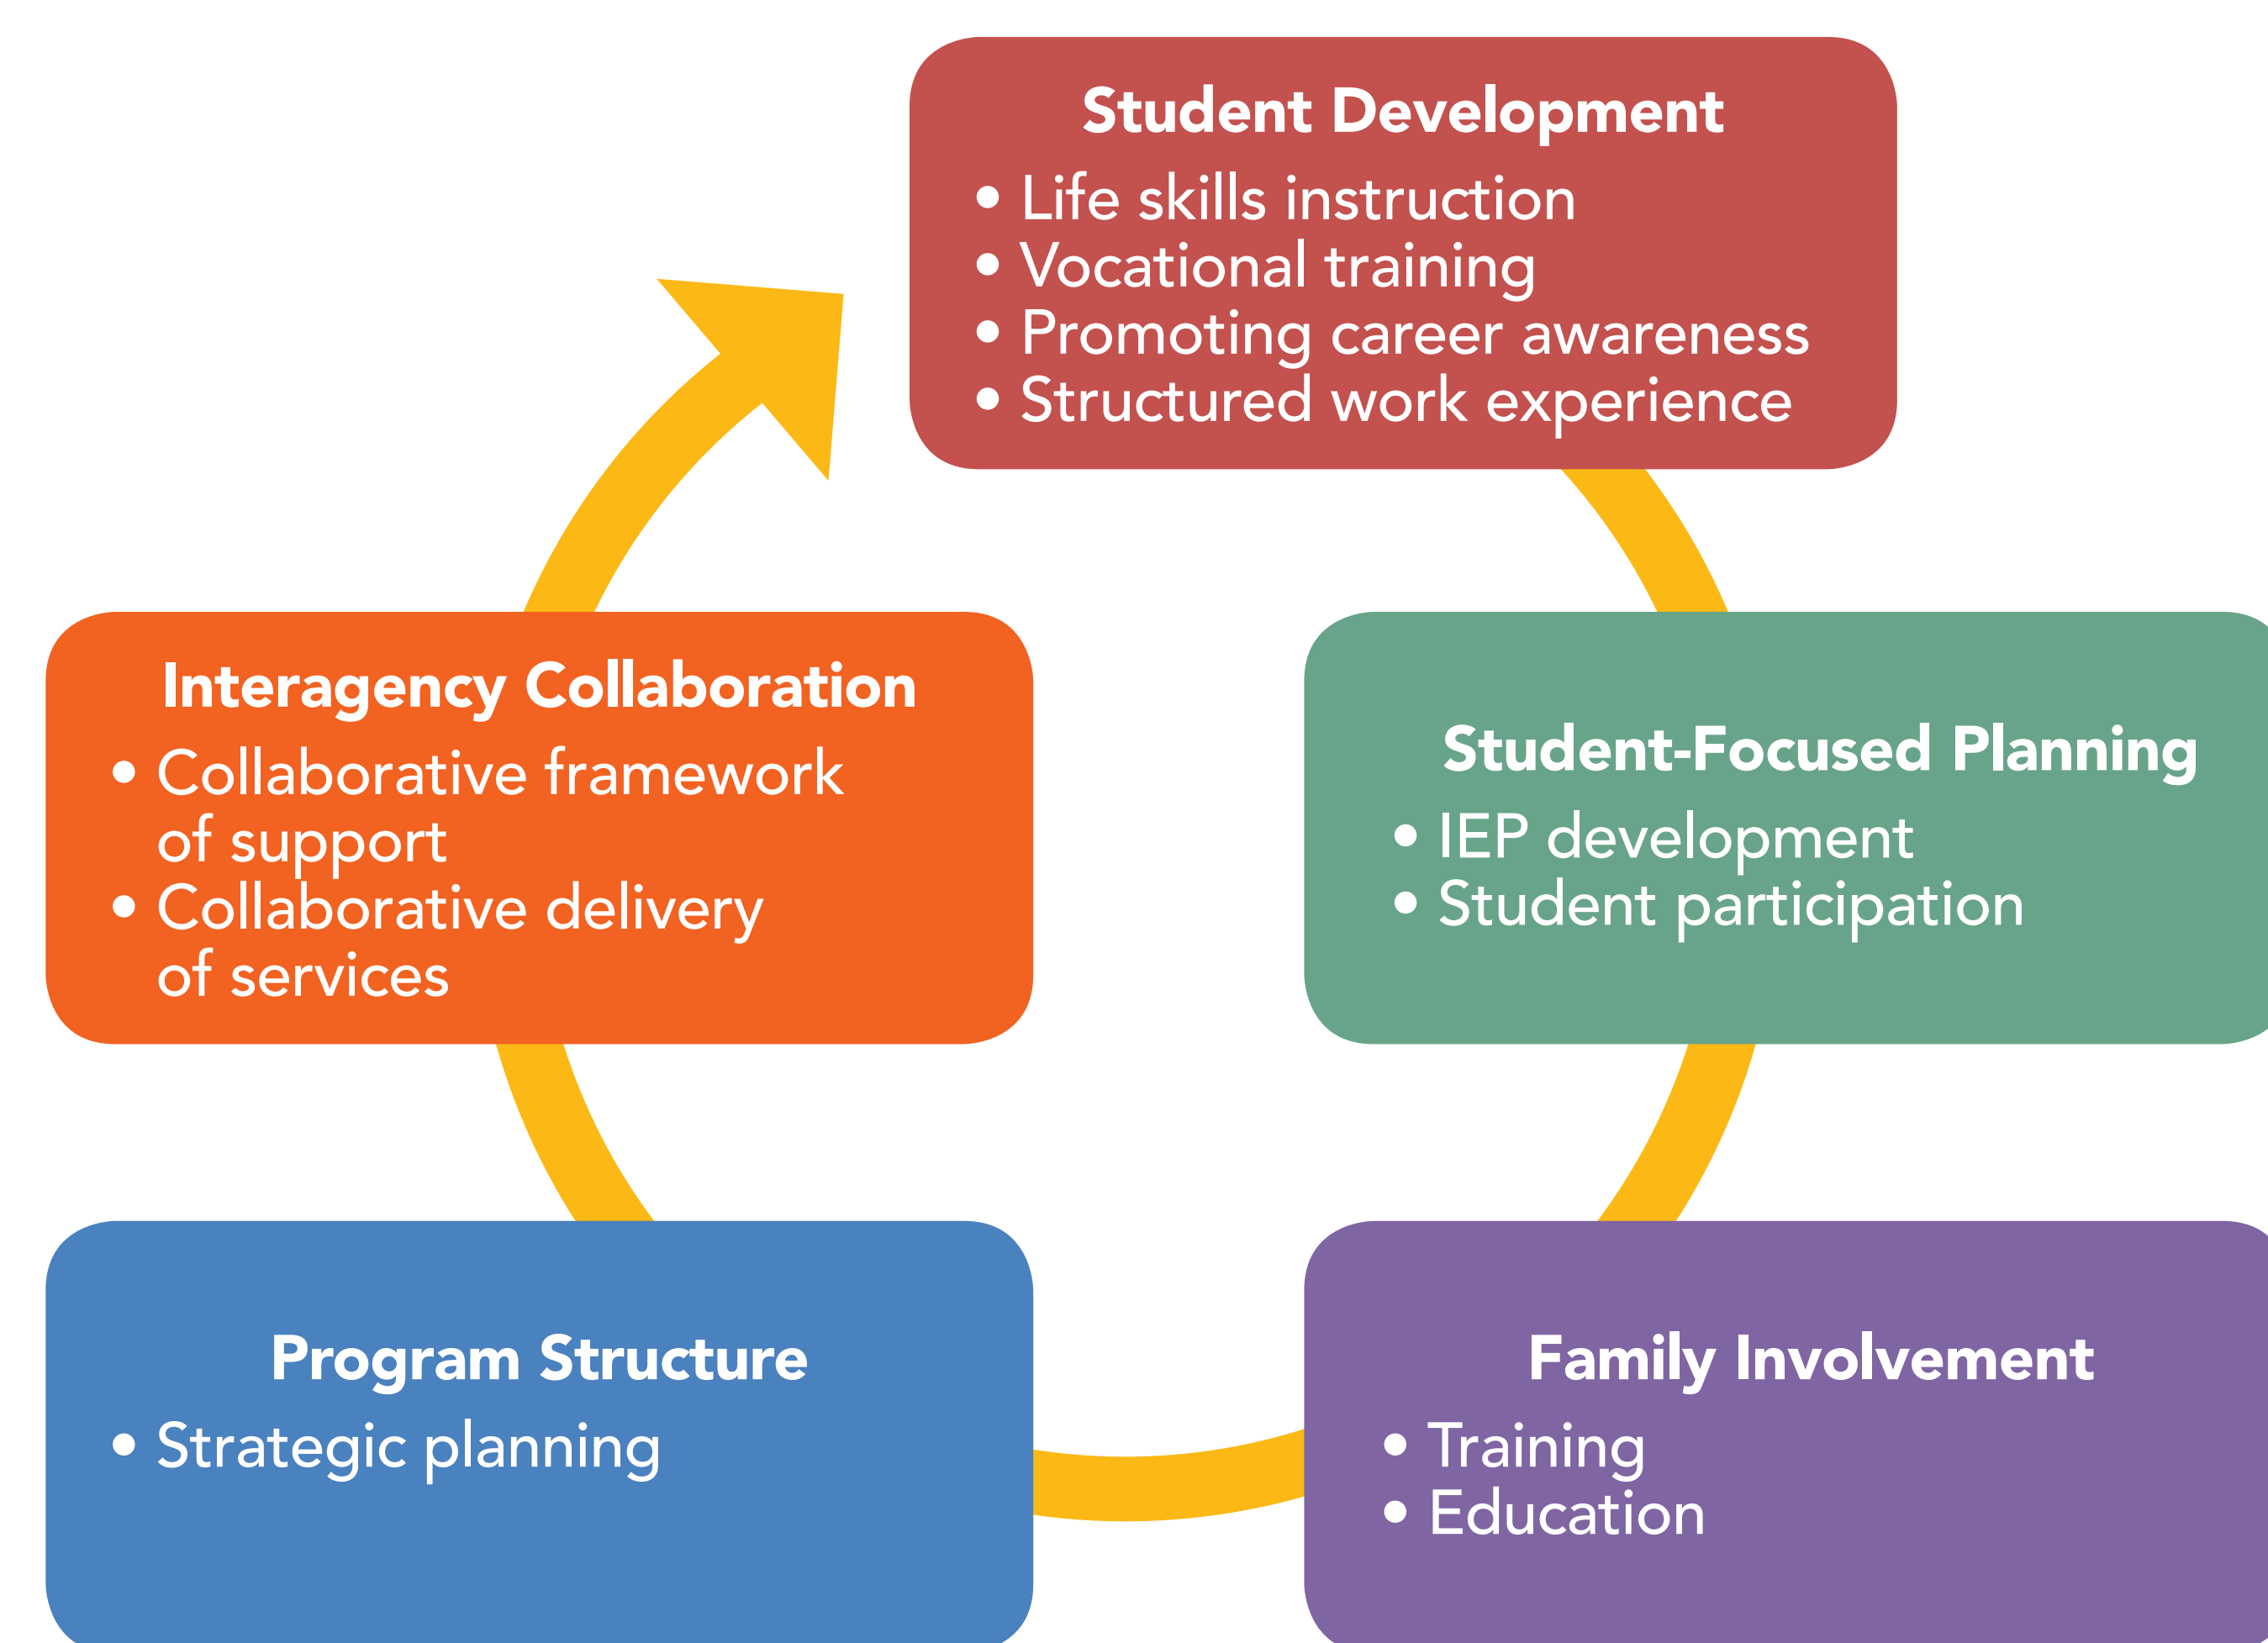 Student Development
• Life skills instruction
• Vocational training
• Promoting career awareness
• Structured work experience
Interagency Collaboration
• Collaborative framework
of support
• Collaborative delivery
of services
Student-Focused Planning
• IEP development
• Student participation
Program Structure
• Strategic planning
Family Involvement
• Training
• Education